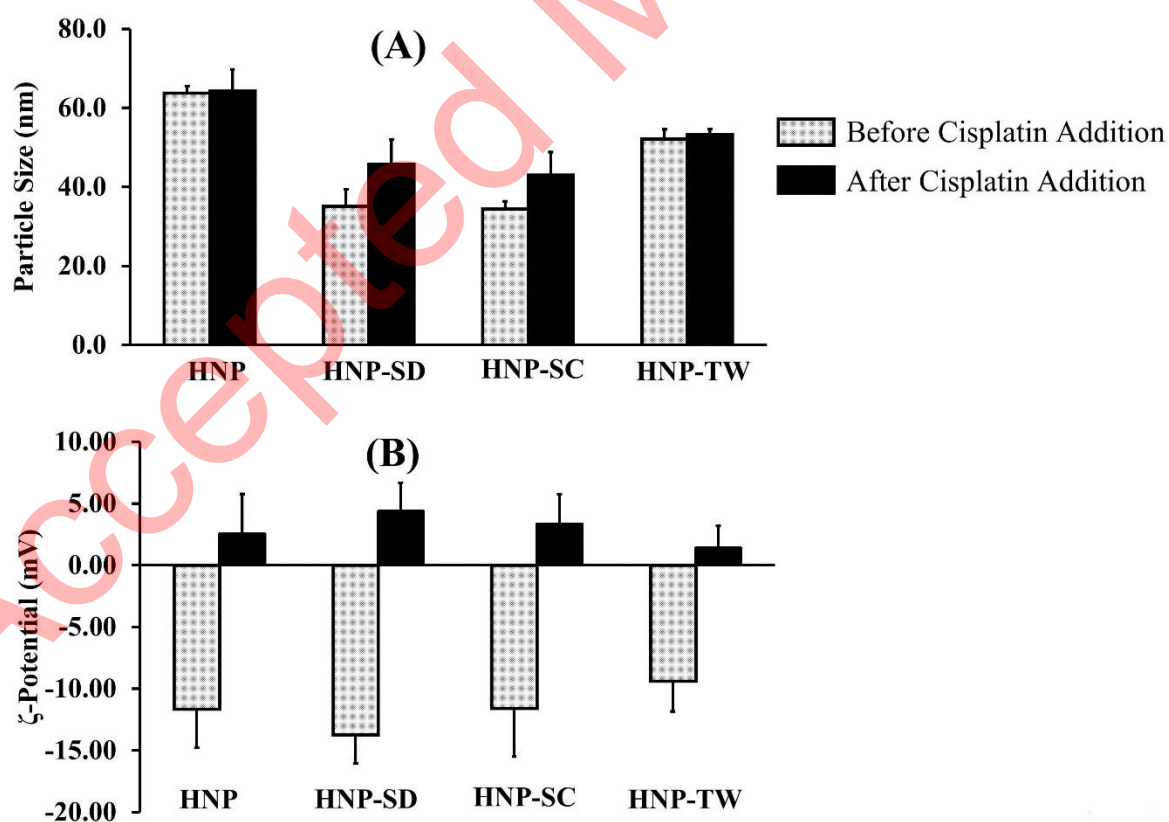 80.0
(A)
60.0
40.0
20.0
0.0
Particle Size (nm)
HNP HNP-SD HNP-SC HNP-TW
Before Cisplatin Addition
After Cisplatin Addition
10.00
(B)
5.00
0.00
-5.00
-10.00
-15.00
-20.00
ζ-Potential (mV)
HNP HNP-SD HNP-SC HNP-TW
Accepted M